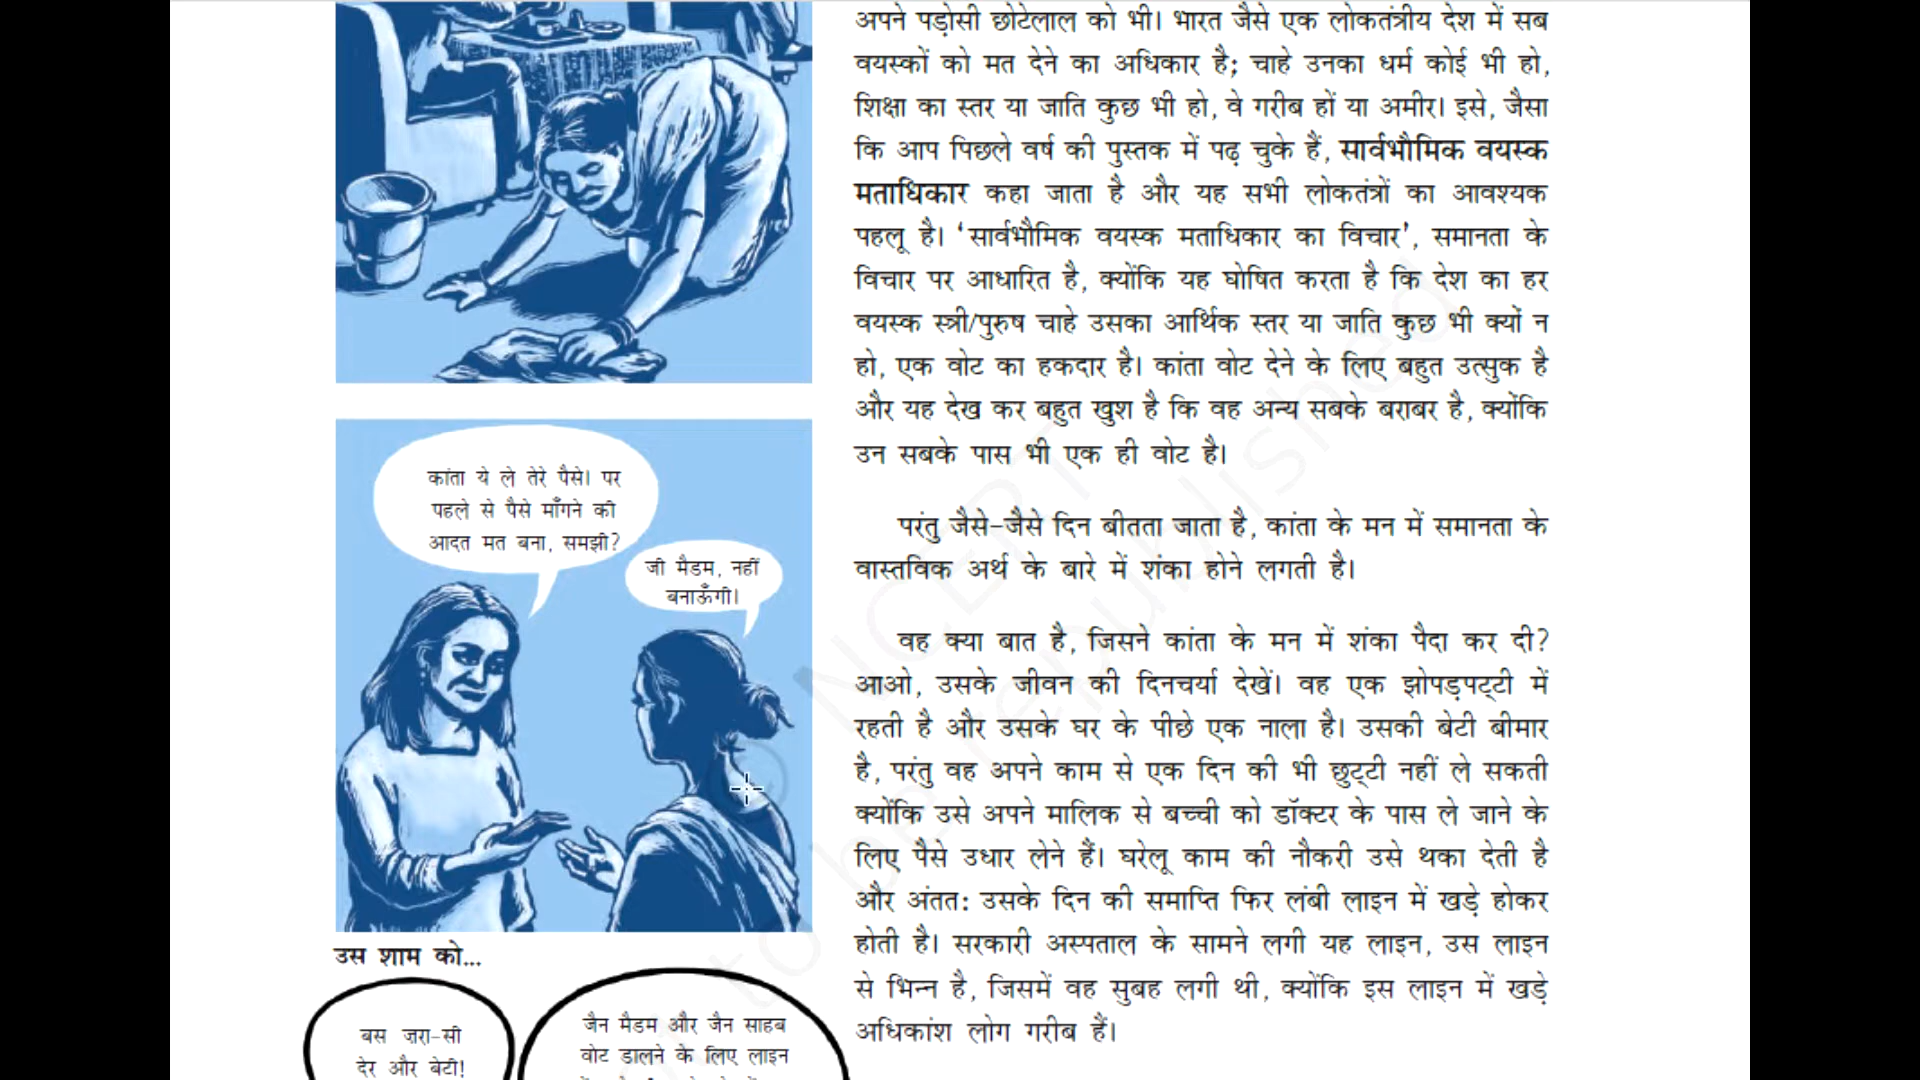 अपने पड़ोसी छोटेलाल को भी। भारत जैसे एक लोकतंत्रीय देश में सब
वयस्कों को मत देने का अधिकार है; चाहे उनका धर्म कोई भी हो,
शिक्षा का स्तर या जाति कुछ भी हो, वे गरीब हों या अमीर। इसे, जैसा
कि आप पिछले वर्ष की पुस्तक में पढ़ चुके हैं, सार्वभौमिक वयस्क
मताधिकार कहा जाता है और यह सभी लोकतंत्रों का आवश्यक
पहलू है। ‘सार्वभौमिक वयस्क मताधिकार का विचार’, समानता के
विचार पर आधारित है, क्योंकि यह घोषित करता है कि देश का हर
वयस्क स्त्री/पुरुष चाहे उसका आर्थिक स्तर या जाति कुछ भी क्यों न
हो, एक वोट का हकदार है। कांता वोट देने के लिए बहुत उत्सुक है
और यह देख कर बहुत खुश है कि वह अन्य सबके बराबर है, क्योंकि
उन सबके पास भी एक ही वोट है।
परंतु जैसे-जैसे दिन बीतता जाता है, कांता के मन में समानता के
वास्तविक अर्थ के बारे में शंका होने लगती है।
वह क्या बात है, जिसने कांता के मन में शंका पैदा कर दी?
आओ, उसके जीवन की दिनचर्या देखें। वह एक झोपड़पट्टी में
रहती है और उसके घर के पीछे एक नाला है। उसकी बेटी बीमार
है, परंतु वह अपने काम से एक दिन की भी छुट्टी नहीं ले सकती
क्योंकि उसे अपने मालिक से बच्ची को डॉक्टर के पास ले जाने के
लिए पैसे उधार लेने हैं। घरेलू काम की नौकरी उसे थका देती है
और अंततः उसके दिन की समाप्ति फिर लंबी लाइन में खड़े होकर
होती है। सरकारी अस्पताल के सामने लगी यह लाइन, उस लाइन
से भिन्न है, जिसमें वह सुबह लगी थी, क्योंकि इस लाइन में खड़े
अधिकांश लोग गरीब हैं।
कांता ये ले तेरे पैसे। पर
पहले से पैसे माँगने की
आदत मत बना, समझी?
जी मैडम, नहीं
बनाऊँगी।
उस शाम को...
बस ज़रा-सी
देर और बेटी!
जैन मैडम और जैन साहब
वोट डालने के लिए लाइन
© NCERT
to be republished